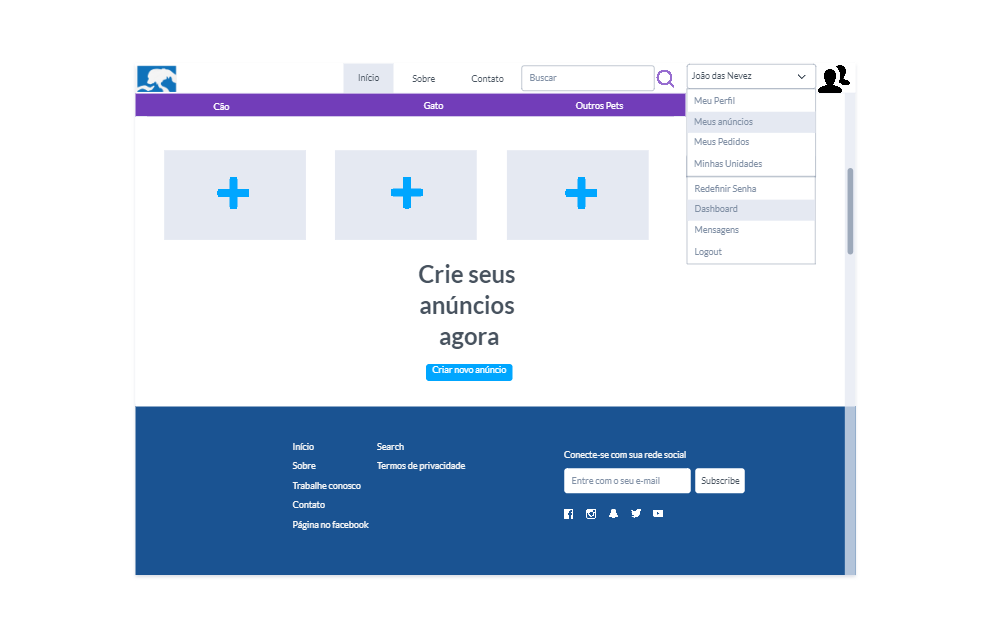 Início
Sobre
Contato
Buscar
João das Nevez
Cão
Gato
Outros Pets
Meu Perfil
Meus anúncios
Meus Pedidos
Minhas Unidades
Redefinir Senha
Dashboard
Mensagens
Logout
Crie seus
anúncios
agora
Criar novo anúncio
Início
Sobre
Trabalhe conosco
Contato
Página no facebook
Search
Termos de privacidade
Conecte-se com sua rede social
Entre com o seu e-mail
Subscribe